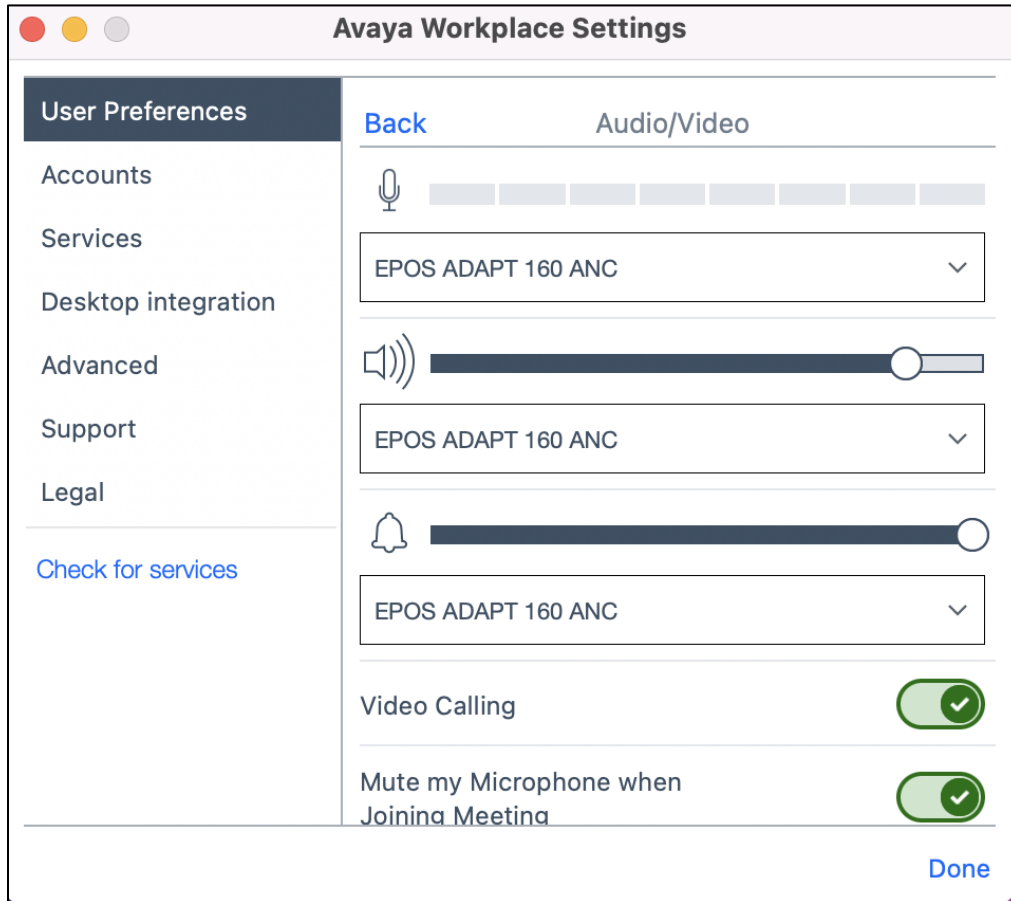 Avaya Workplace Settings
User Preferences
Accounts
Services
Desktop integration
Advanced
Support
Legal
Check for services
Back
Audio/Video
EPOS ADAPT 160 ANC
EPOS ADAPT 160 ANC
EPOS ADAPT 160 ANC
Video Calling
Mute my Microphone when
Joining Meeting
Done